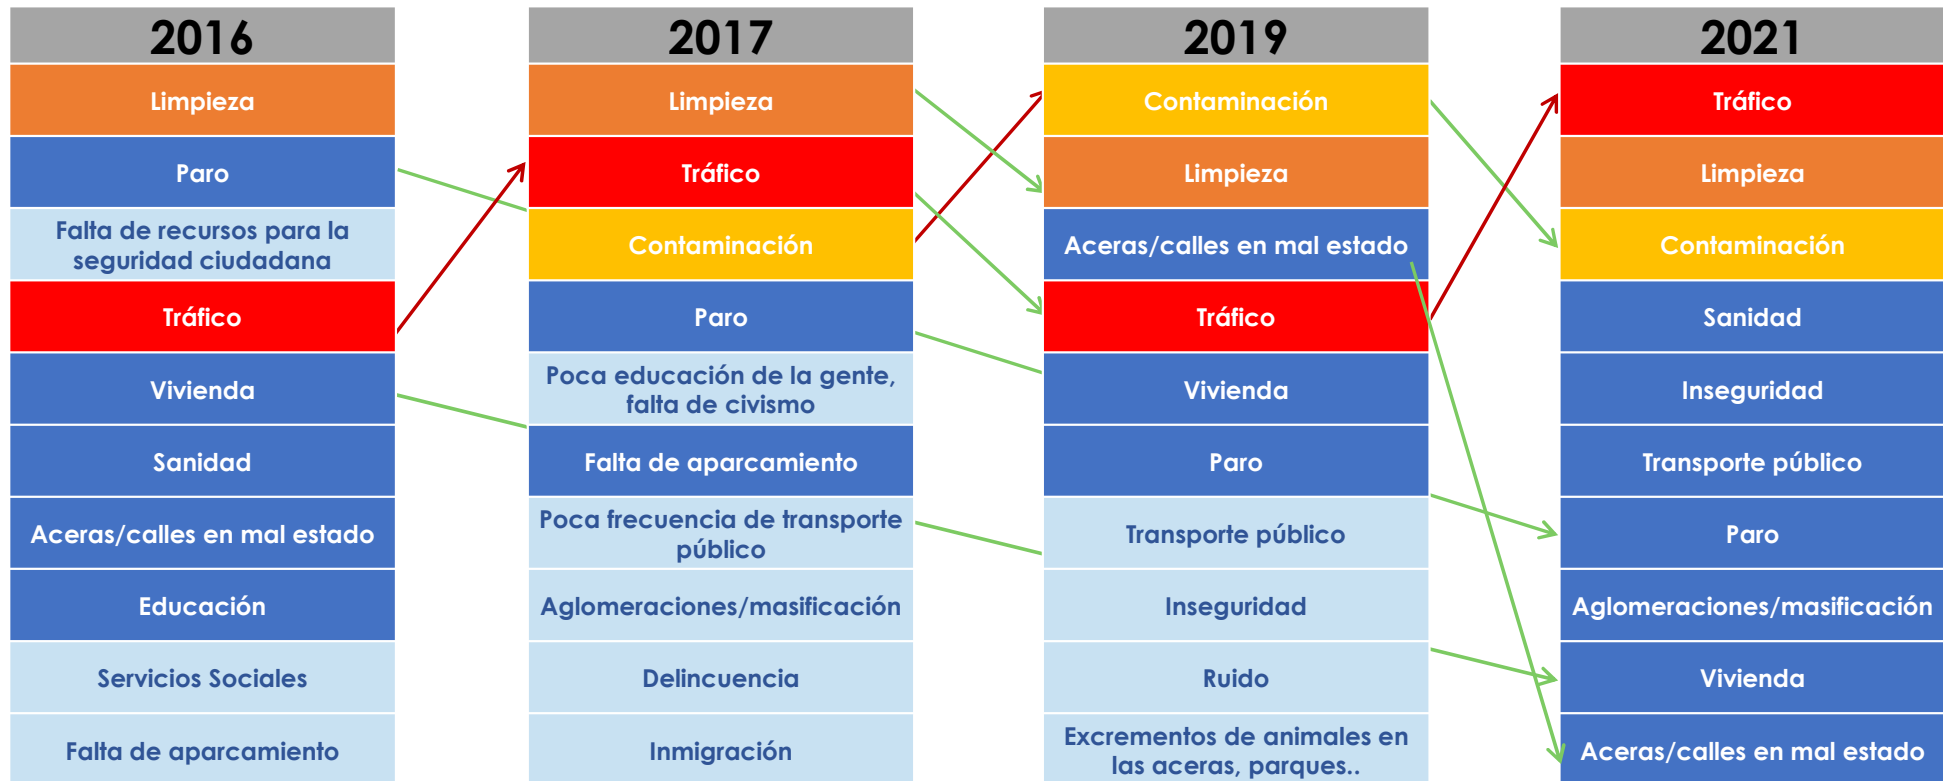 2016
Limpieza
Paro
Falta de recursos para la
seguridad ciudadana
Tráfico
Vivienda
Sanidad
Aceras/calles en mal estado
Educación
Servicios Sociales
Falta de aparcamiento
2017
Limpieza
Tráfico
Contaminación
Paro
Poca educación de la gente,
falta de civismo
Falta de aparcamiento
Poca frecuencia de transporte
público
Aglomeraciones/masificación
Delincuencia
Inmigración
2019
Contaminación
Limpieza
Aceras/calles en mal estado
Tráfico
Vivienda
Paro
Transporte público
Inseguridad
Ruido
Excrementos de animales en
las aceras, parques..
2021
Tráfico
Limpieza
Contaminación
Sanidad
Inseguridad
Transporte público
Paro
Aglomeraciones/masificación
Vivienda
Aceras/calles en mal estado